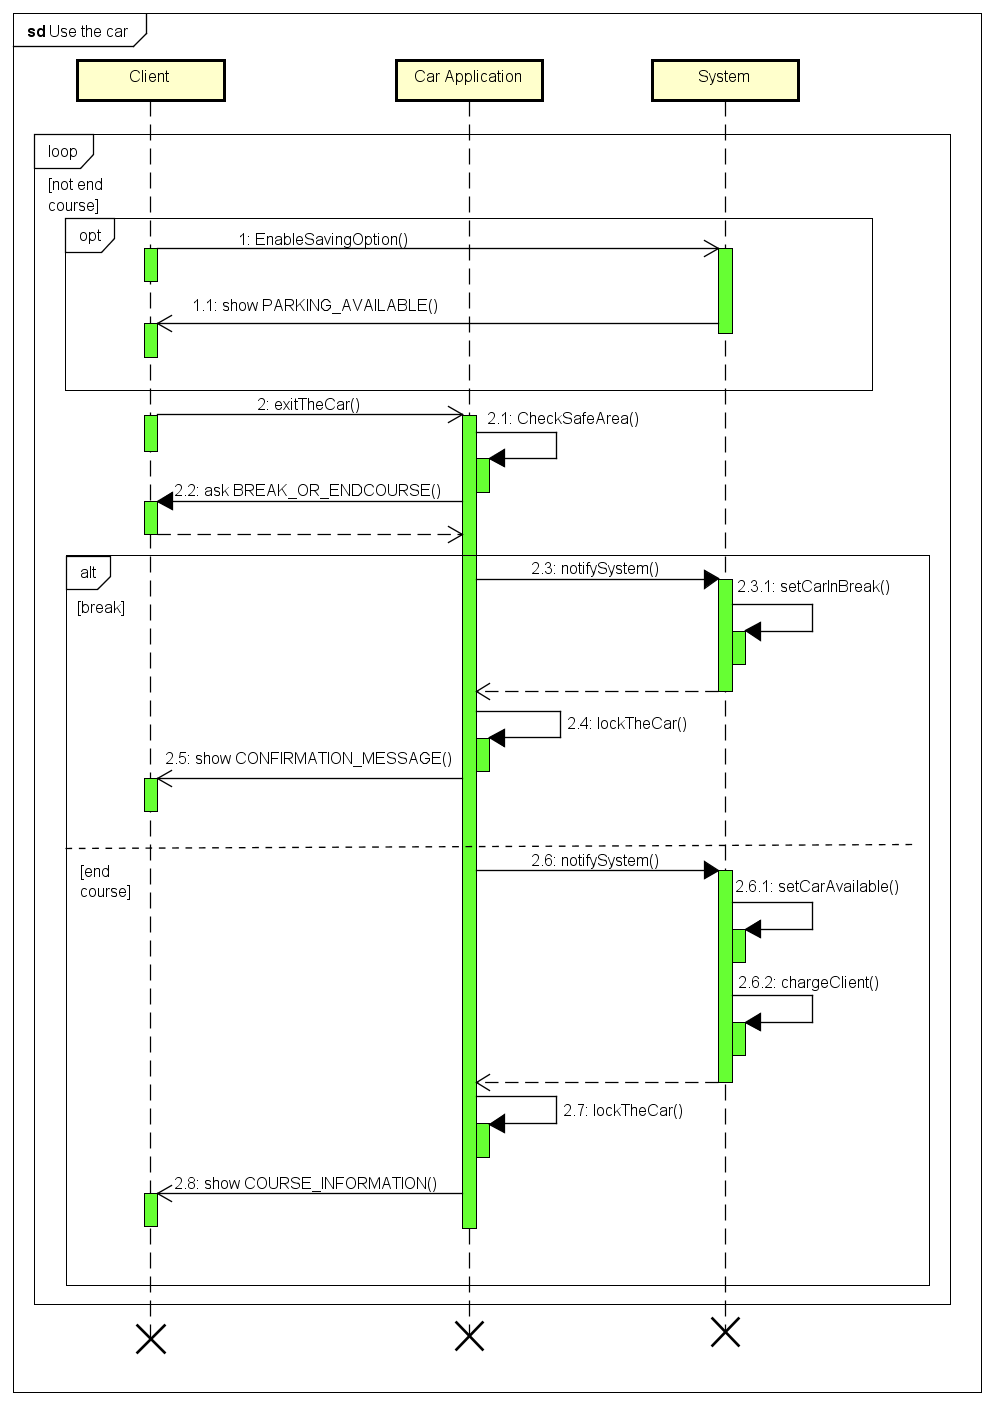 sd Use the car
Client
Car Application
System
loop
[not end
course]
opt
1: EnableSavingOption()
1.1: show PARKING_AVAILABLE()
2: exitTheCar()
2.1: CheckSafeArea()
2.2: ask BREAK_OR_ENDCOURSE()
alt
2.3: notifySystem()
2.3.1: setCarInBreak()
[break]
2.4: lockTheCar()
2.5: show CONFIRMATION_MESSAGE()
2.6: notifySystem()
[end
course]
2.6.1: setCarAvailable()
2.6.2: chargeClient()
2.7: lockTheCar()
2.8: show COURSE_INFORMATION()